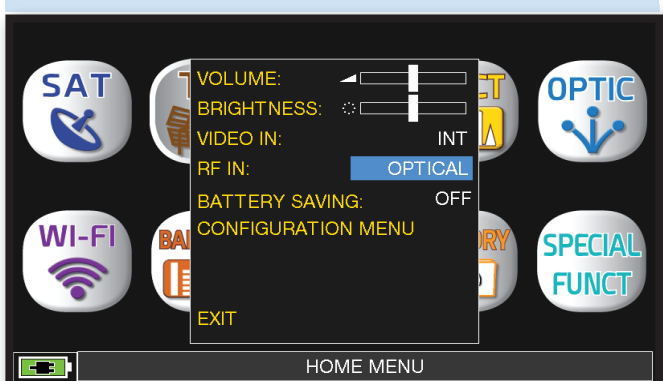 SAT
OPTIC
VOLUME:
BRIGHTNESS:
VIDEO IN: INT
RF IN: OPTICAL
BATTERY SAVING: OFF
CONFIGURATION MENU
EXIT
WI-FI
SPECIAL
FUNCT
HOME MENU